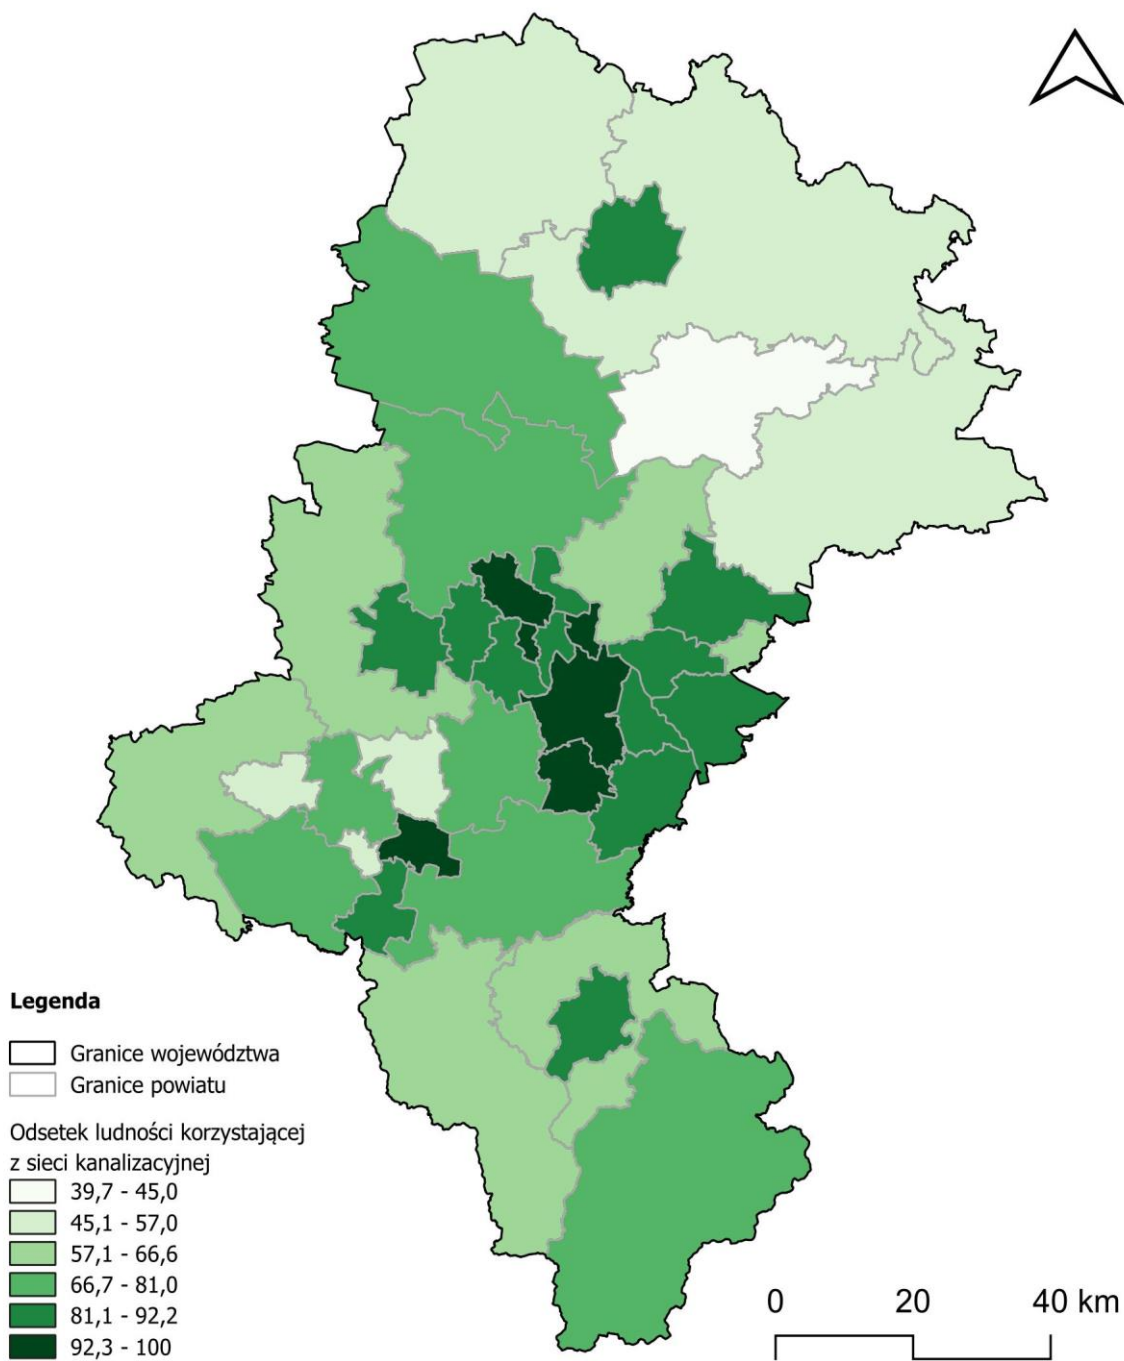 Legenda
Granice województwa
Granice powiatu
Odsetek ludności korzystającej
z sieci kanalizacyjnej
39,7 - 45,0
45,1 - 57,0
57,1 - 66,6
66,7 - 81,0
81,1 - 92,2
92,3 - 100
0 20 40 km